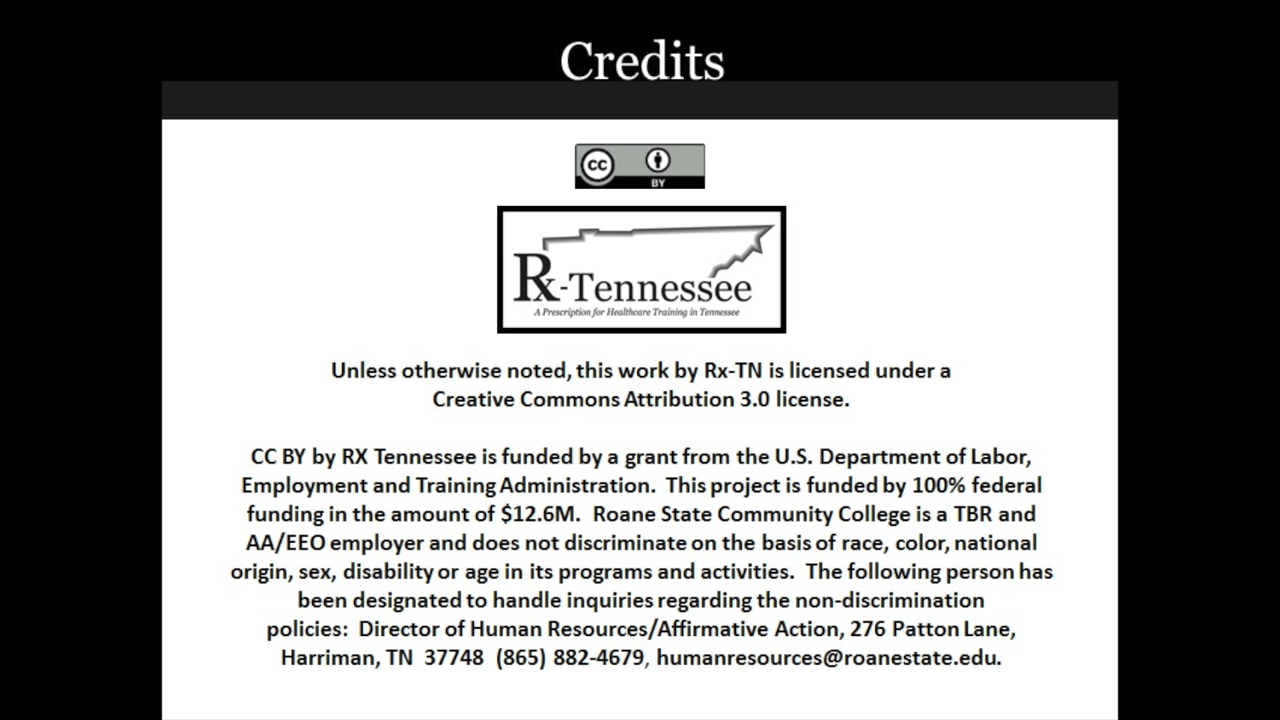 Credits
CC
BY
Rx-Tennessee
A Prescription for Healthcare Training in Tennessee
Unless otherwise noted, this work by Rx-TN is licensed under a
Creative Commons Attribution 3.0 license.
CC BY by RX Tennessee is funded by a grant from the U.S. Department of Labor,
Employment and Training Administration.  This project is funded by 100% federal
funding in the amount of $12.6M.  Roane State Community College is a TBR and
AA/EEO employer and does not discriminate on the basis of race, color, national
origin, sex, disability or age in its programs and activities.  The following person has
been designated to handle inquiries regarding the non-discrimination
policies:  Director of Human Resources/Affirmative Action, 276 Patton Lane,
Harriman, TN  37748  (865) 882-4679, humanresources@roanestate.edu.